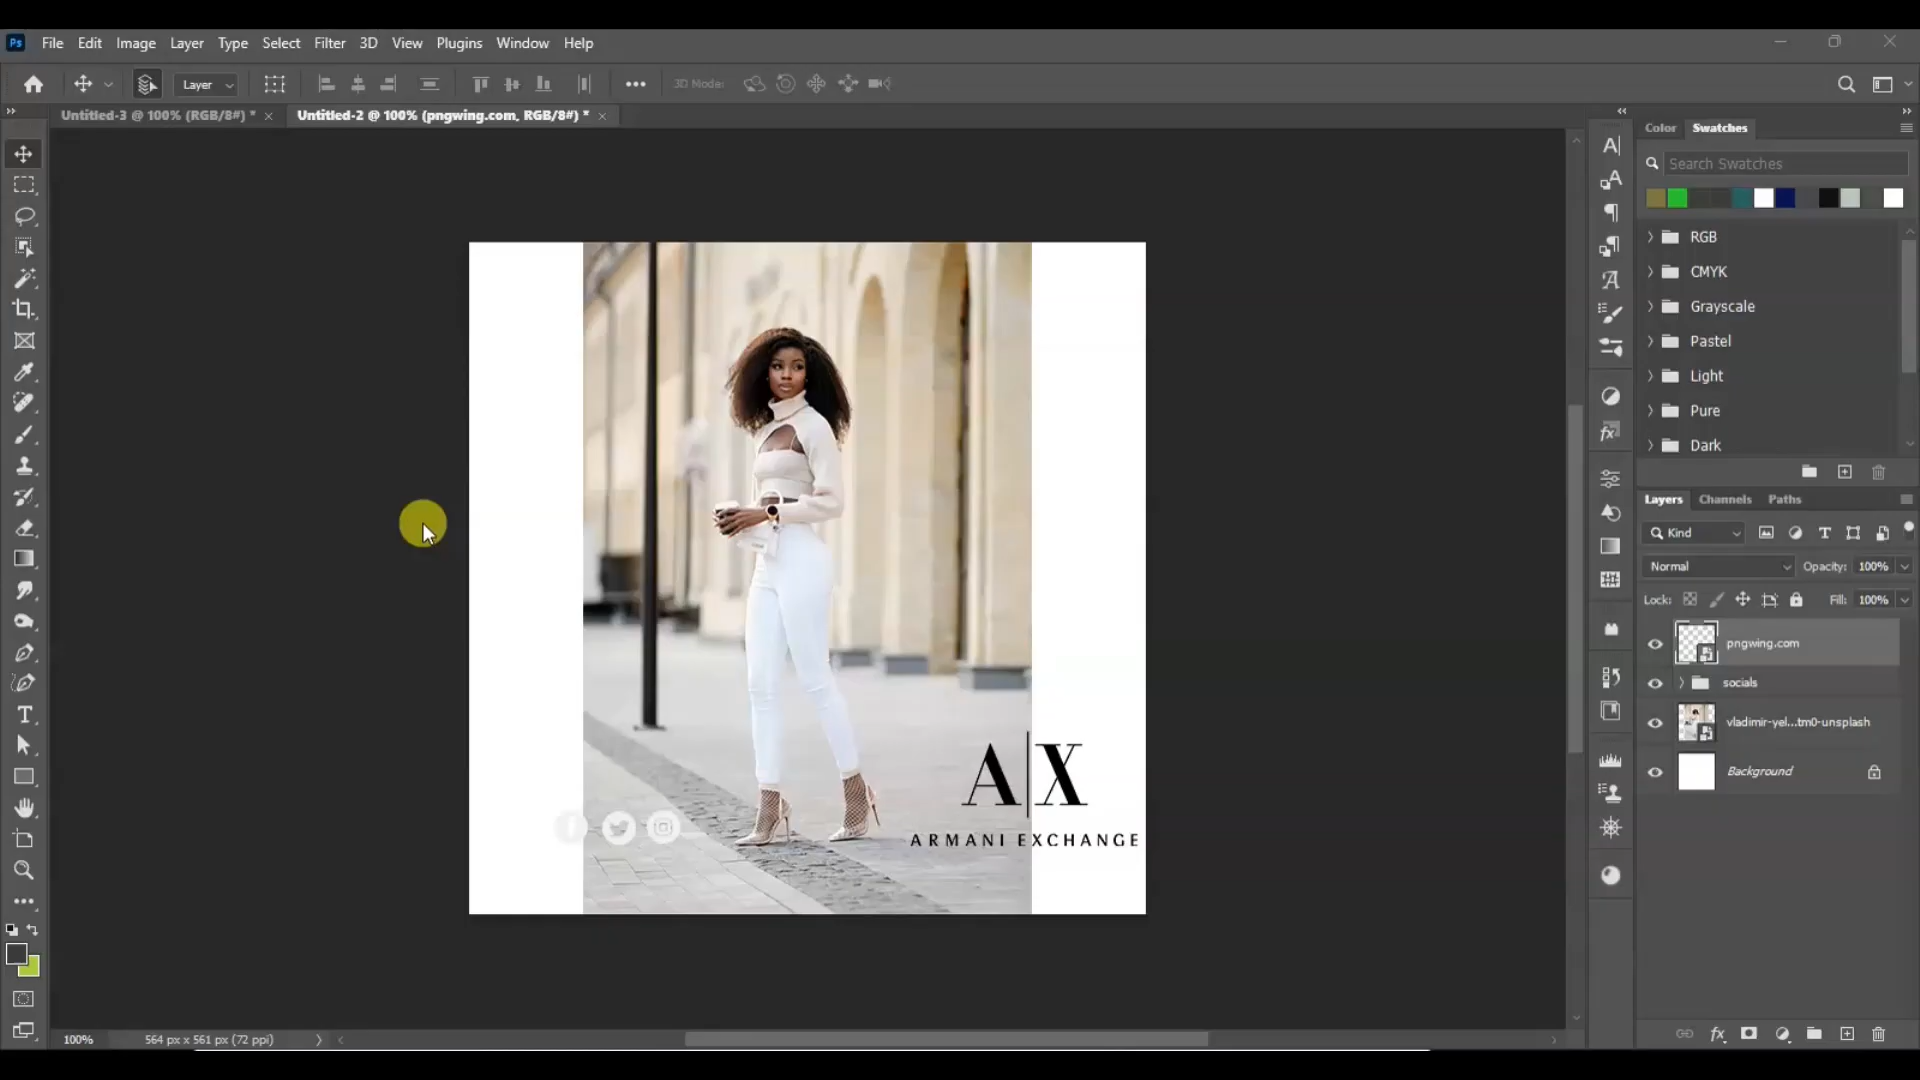 Ps File Edit Image Layer Type Select Filter 3D View Plugins Window Help
Layer 3D Mode:
Untitled-3 @ 100% (RGB/8#) * Untitled-2 @ 100% (pngwing.com, RGB/8#) *
Color Swatches
Search Swatches
RGB
CMYK
Grayscale
Pastel
Light
Pure
Dark
Layers Channels Paths
Kind
Normal Opacity: 100%
Lock: Fill: 100%
pngwing.com
socials
vladimir-yel...tm0-unsplash
Background
A|X
ARMANI EXCHANGE
100% 564 px x 561 px (72 ppi)